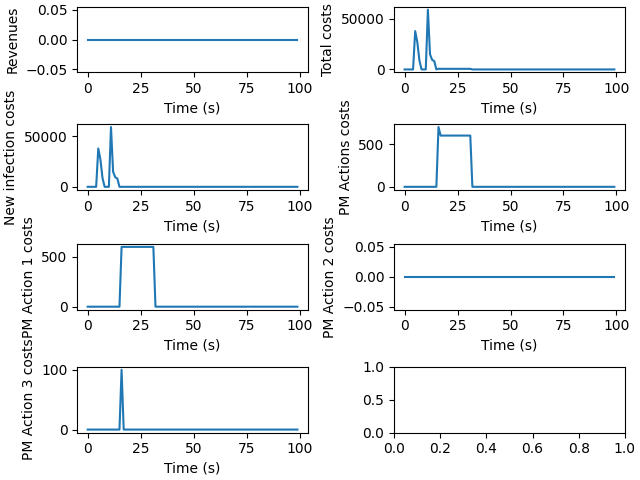 Revenues
0.05
0.00
−0.05
0 25 50 75 100
Time (s)
Total costs
50000
0
0 25 50 75 100
Time (s)
New infection costs
50000
0
0 25 50 75 100
Time (s)
PM Actions costs
500
0
0 25 50 75 100
Time (s)
PM Action 1 costs
500
0
0 25 50 75 100
Time (s)
PM Action 2 costs
0.05
0.00
−0.05
0 25 50 75 100
Time (s)
PM Action 3 costs
100
0
0 25 50 75 100
Time (s)
1.0
0.5
0.0
0.0 0.2 0.4 0.6 0.8 1.0